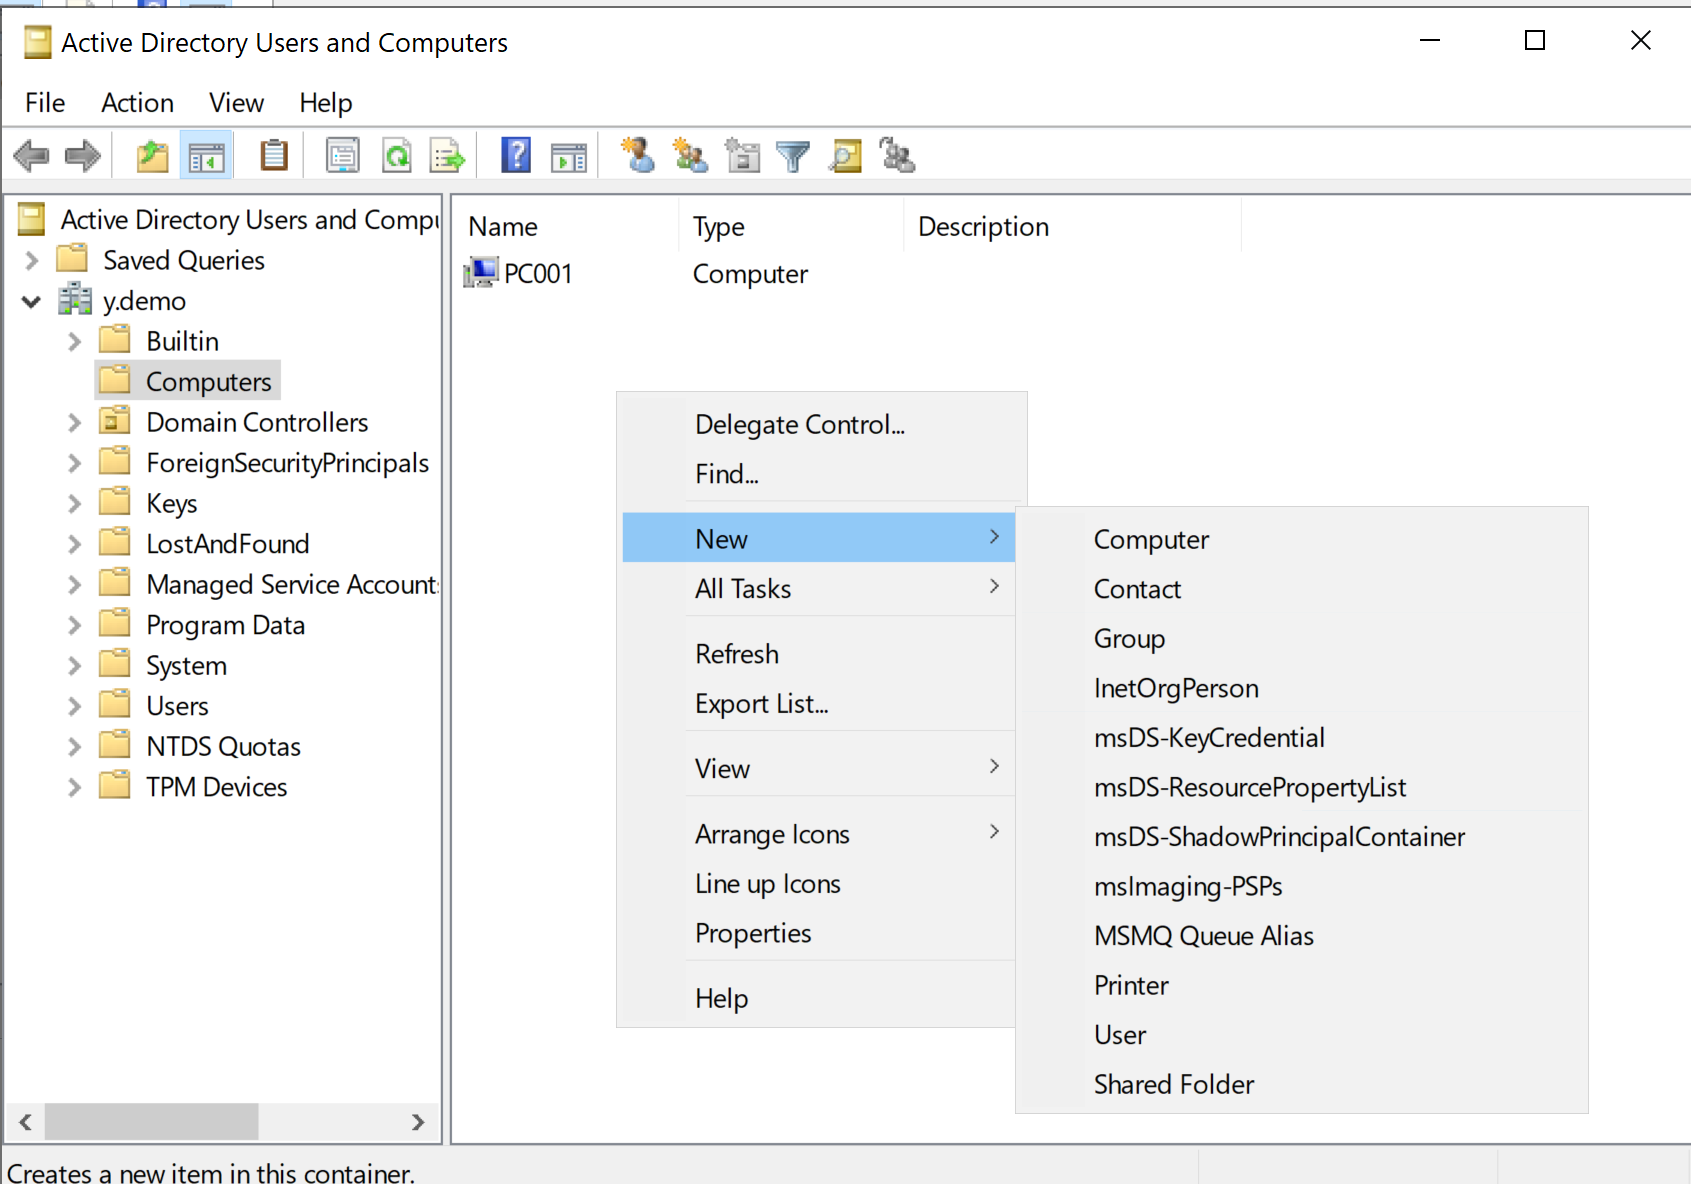 Active Directory Users and Computers
File Action View Help
Active Directory Users and Compu
Saved Queries
y.demo
Builtin
Computers
Domain Controllers
ForeignSecurityPrincipals
Keys
LostAndFound
Managed Service Account
Program Data
System
Users
NTDS Quotas
TPM Devices
Name Type Description
PC001 Computer
Delegate Control...
Find...
New
All Tasks
Refresh
Export List...
View
Arrange Icons
Line up Icons
Properties
Help
Computer
Contact
Group
InetOrgPerson
msDS-KeyCredential
msDS-ResourcePropertyList
msDS-ShadowPrincipalContainer
msImaging-PSPs
MSMQ Queue Alias
Printer
User
Shared Folder
Creates a new item in this container.